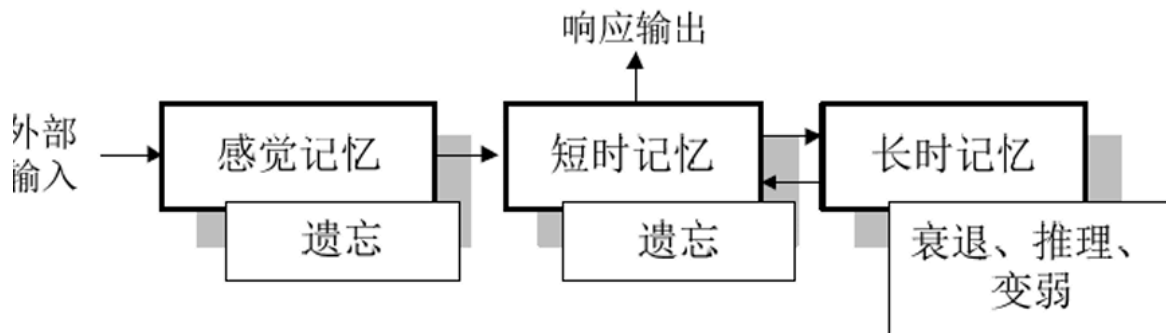 响应输出
外部
输入
感觉记忆
短时记忆
长时记忆
遗忘
遗忘
衰退、推理、
变弱